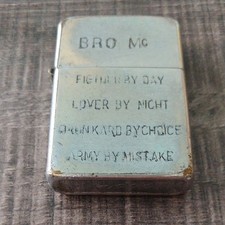 BRO Mc
FIGHTER BY DAY
LOVER BY NIGHT
DRUNKARD BY CHOICE
ARMY BY MISTAKE